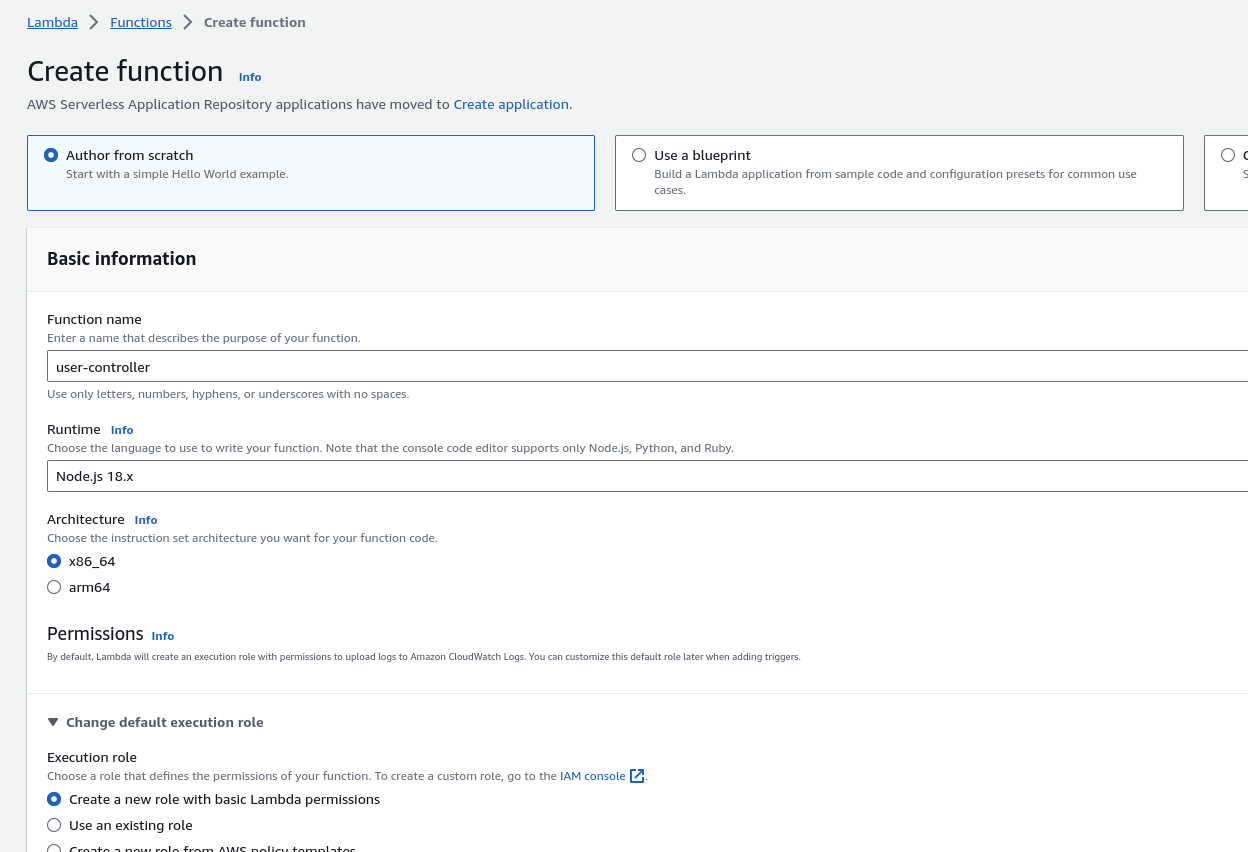 Lambda > Functions > Create function
Create function Info
AWS Serverless Application Repository applications have moved to Create application.
Author from scratch
Start with a simple Hello World example.
Use a blueprint
Build a Lambda application from sample code and configuration presets for common use
cases.
Basic information
Function name
Enter a name that describes the purpose of your function.
user-controller
Use only letters, numbers, hyphens, or underscores with no spaces.
Runtime Info
Choose the language to use to write your function. Note that the console code editor supports only Node.js, Python, and Ruby.
Node.js 18.x
Architecture Info
Choose the instruction set architecture you want for your function code.
x86_64
arm64
Permissions Info
By default, Lambda will create an execution role with permissions to upload logs to Amazon CloudWatch Logs. You can customize this default role later when adding triggers.
Change default execution role
Execution role
Choose a role that defines the permissions of your function. To create a custom role, go to the IAM console.
Create a new role with basic Lambda permissions
Use an existing role
Create a new role from AWS policy templates